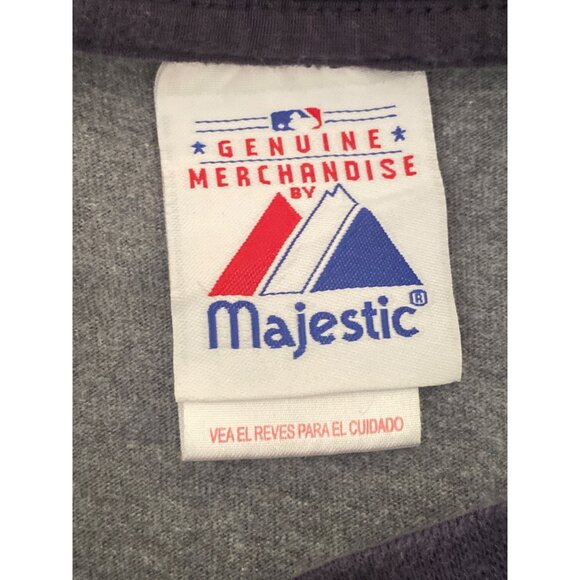 GENUINE
MERCHANDISE
BY
Majestic®
VEA EL REVES PARA EL CUIDADO